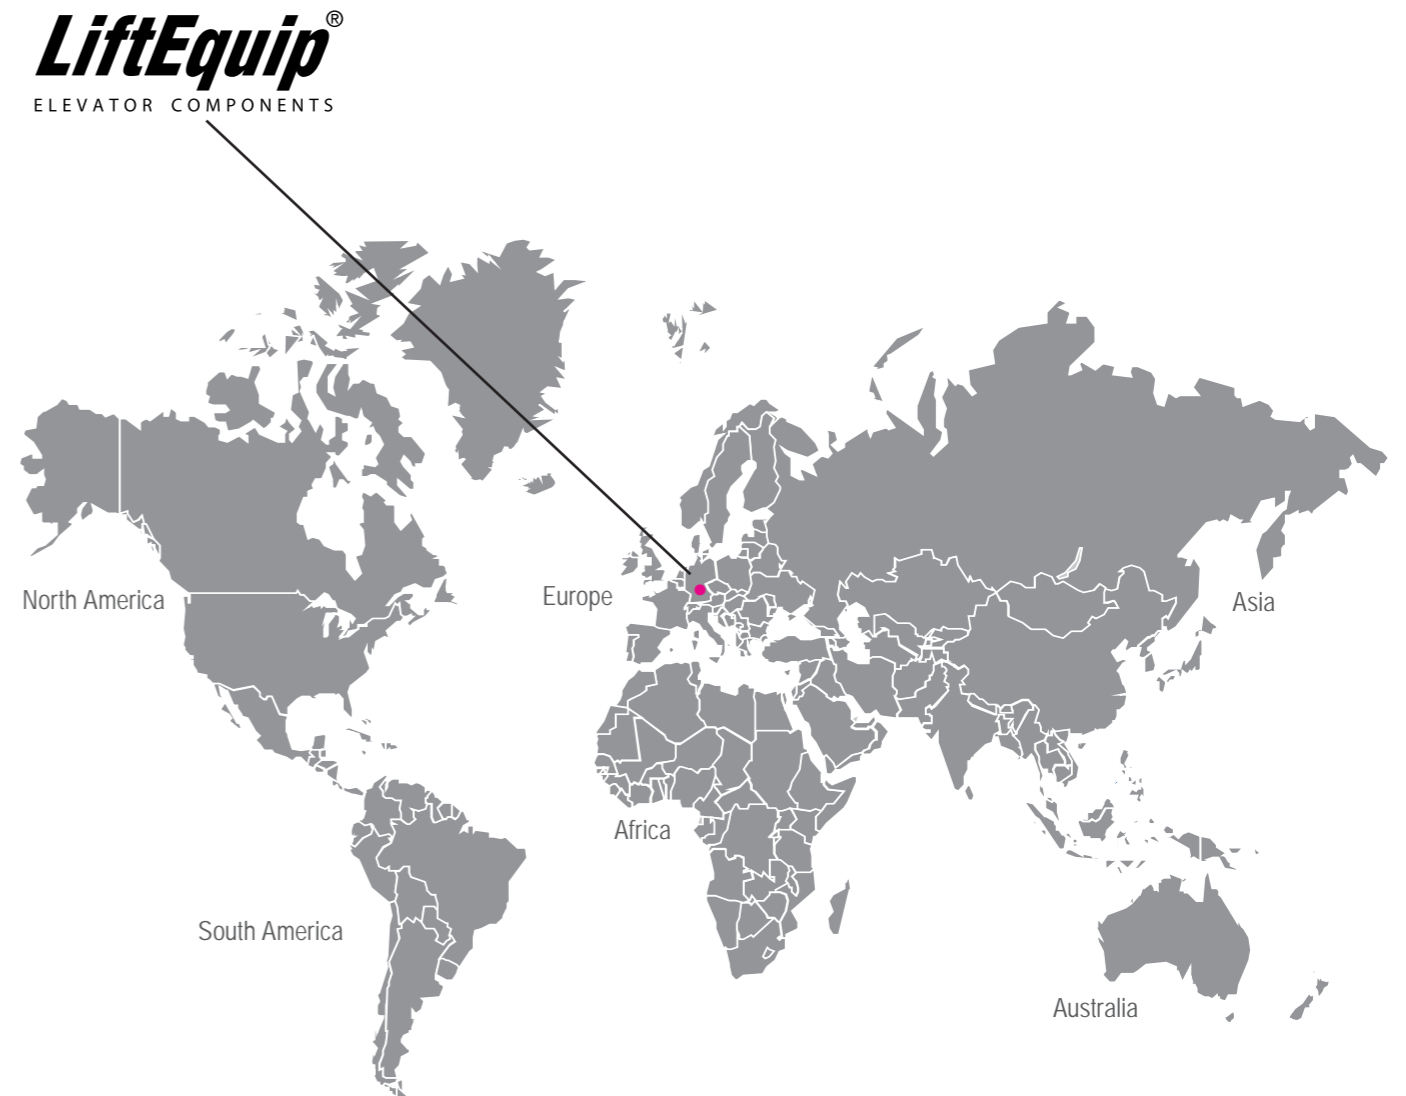 LiftEquip®
ELEVATOR COMPONENTS
North America
Europe
Asia
Africa
South America
Australia